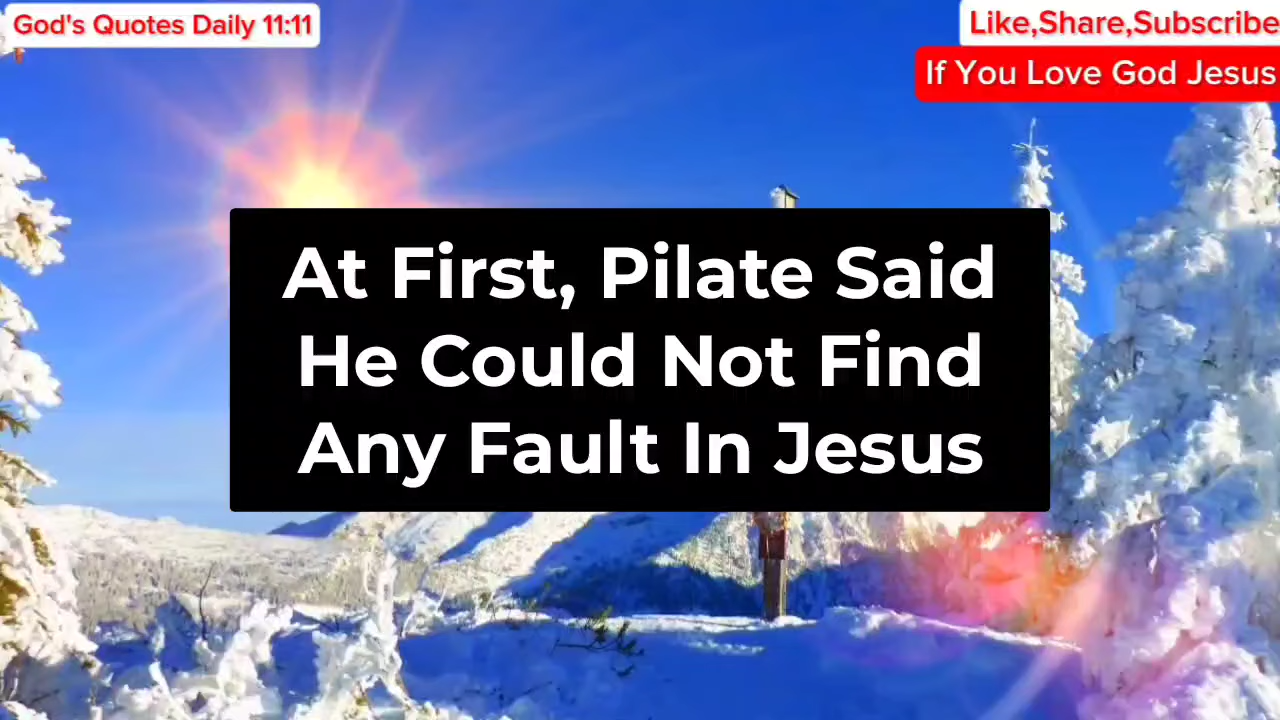 God's Quotes Daily 11:11
Like,Share,Subscribe
If You Love God Jesus
At First, Pilate Said
He Could Not Find
Any Fault In Jesus